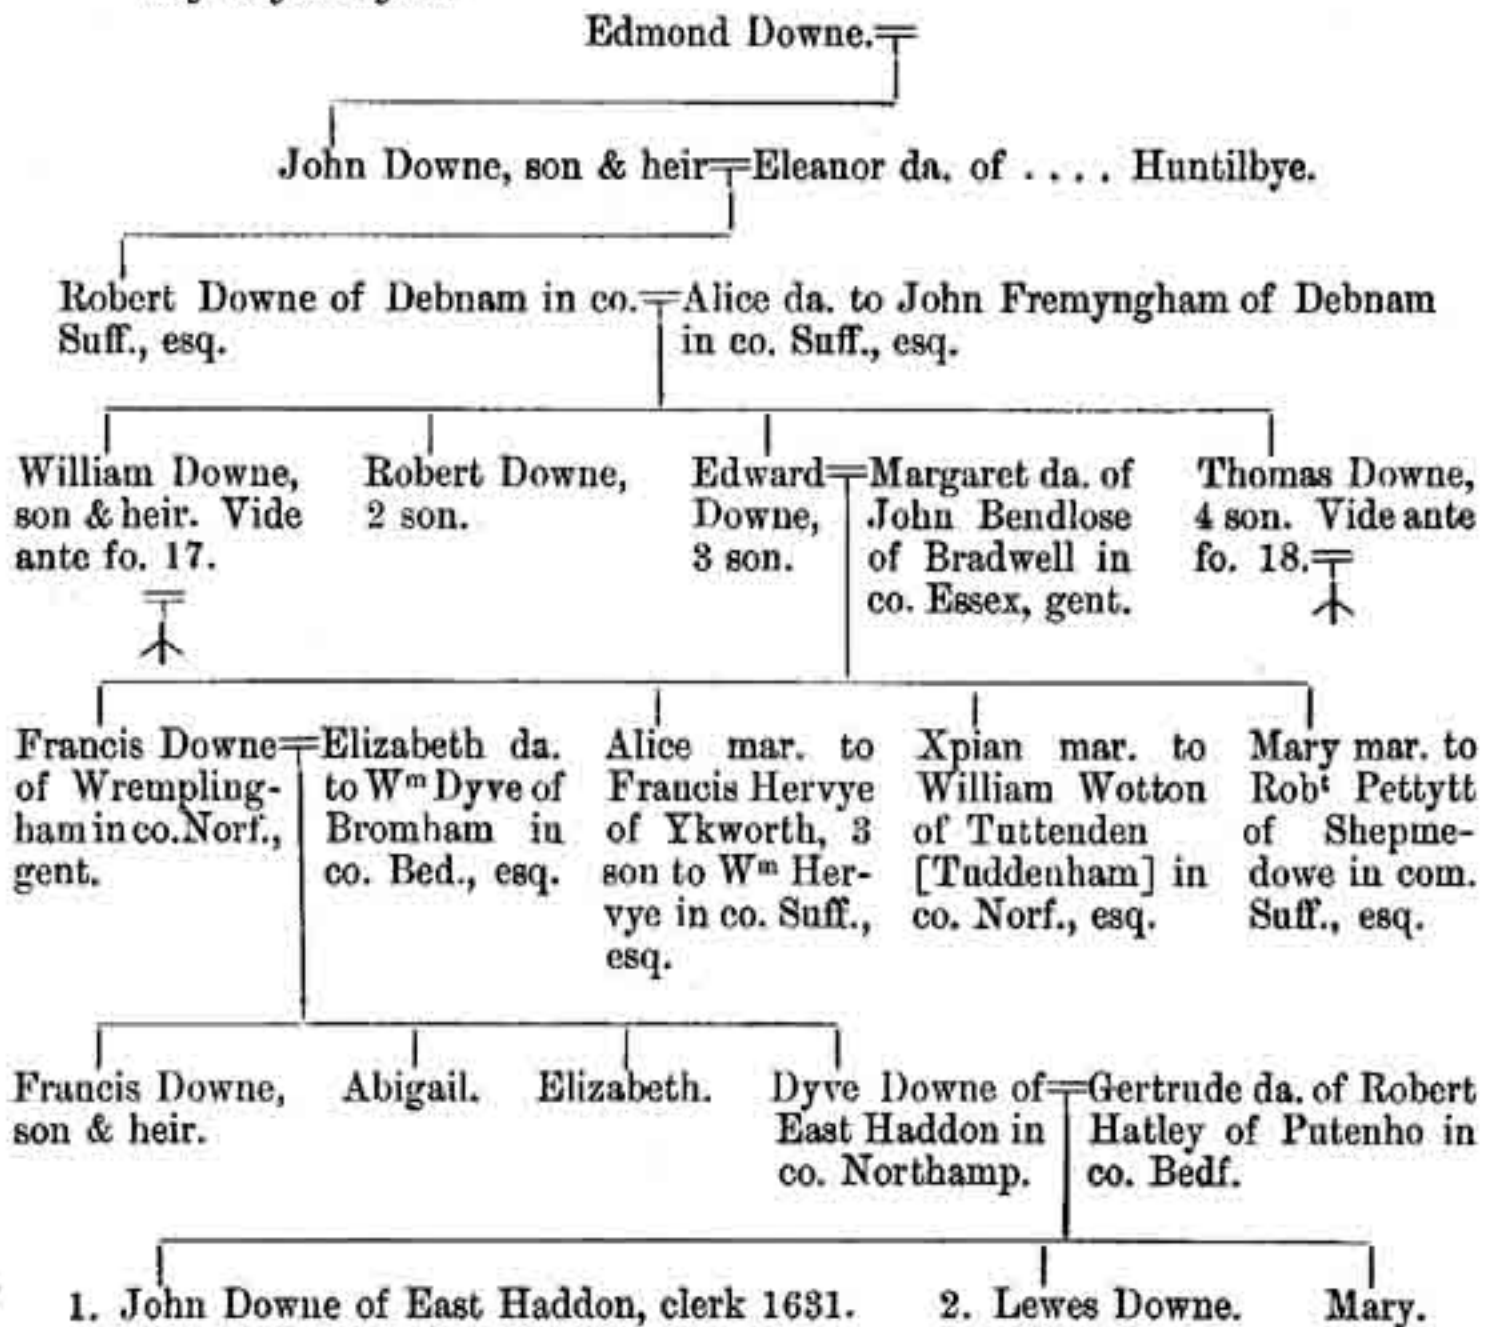 Edmond Downe.
John Downe, son & heir Eleanor da. of .... Huntilbye.
Robert Downe of Debnam in co.
Suff., esq.
Alice da. to John Fremyngham of Debnam
in co. Suff., esq.
William Downe,
son & heir. Vide
ante fo. 17.
Robert Downe,
2 son.
Edward
Downe,
3 son.
Margaret da. of
John Bendlose
of Bradwell in
co. Essex, gent.
Thomas Downe,
4 son. Vide ante
fo. 18.
Francis Downe
of Wrempling-
ham in co. Norf.,
gent.
Elizabeth da.
to Wᵐ Dyve of
Bromham in
co. Bed., esq.
Alice mar. to
Francis Hervye
of Ykworth, 3
son to Wᵐ Her-
vye in co. Suff.,
esq.
Xpian mar. to
William Wotton
of Tuttenden
[Tuddenham] in
co. Norf., esq.
Mary mar. to
Robᵗ Pettytt
of Shepme-
dowe in com.
Suff., esq.
Francis Downe,
son & heir.
Abigail.
Elizabeth.
Dyve Downe of
East Haddon in
co. Northamp.
Gertrude da. of Robert
Hatley of Putenho in
co. Bedf.
1. John Downe of East Haddon, clerk 1631.
2. Lewes Downe.
Mary.